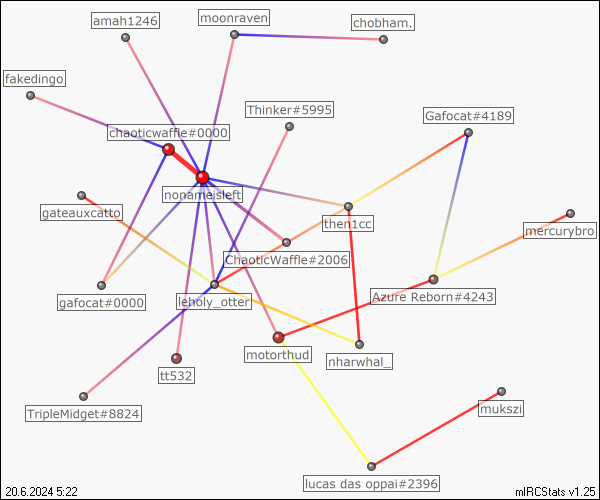 amah1246
moonraven
chobham.
fakedingo
Thinker#5995
Gafocat#4189
chaoticwaffle#0000
nonameisleft
gateauxcatto
then1cc
mercurybro
ChaoticWaffle#2006
gafocat#0000
leholy_otter
Azure Reborn#4243
motorthud
nharwhal_
tt532
TripleMidget#8824
mukszi
lucas das oppai#2396
20.6.2024 5:22
mIRCStats v1.25